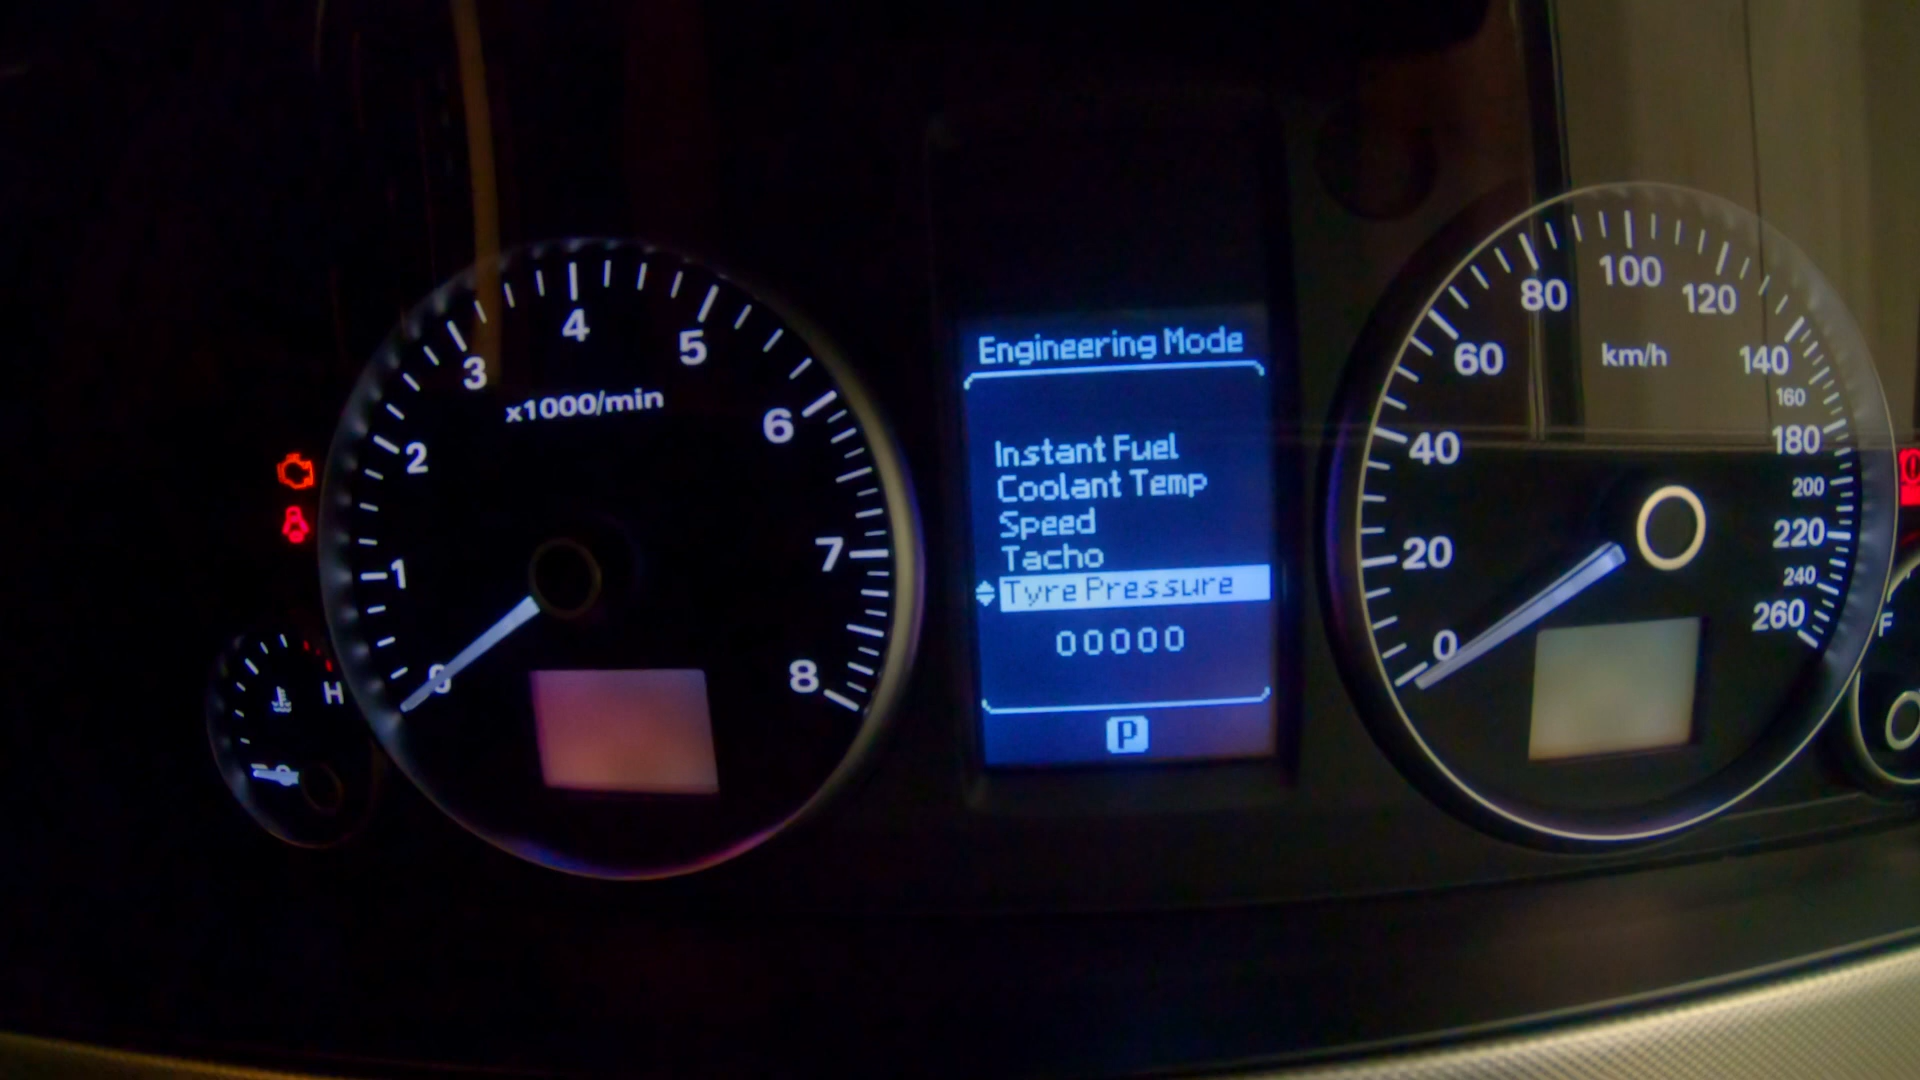 Engineering Mode
Instant Fuel
Coolant Temp
Speed
Tacho
Tyre Pressure
00000
P
x1000/min
0
1
2
3
4
5
6
7
8
H
km/h
0
20
40
60
80
100
120
140
160
180
200
220
240
260
F